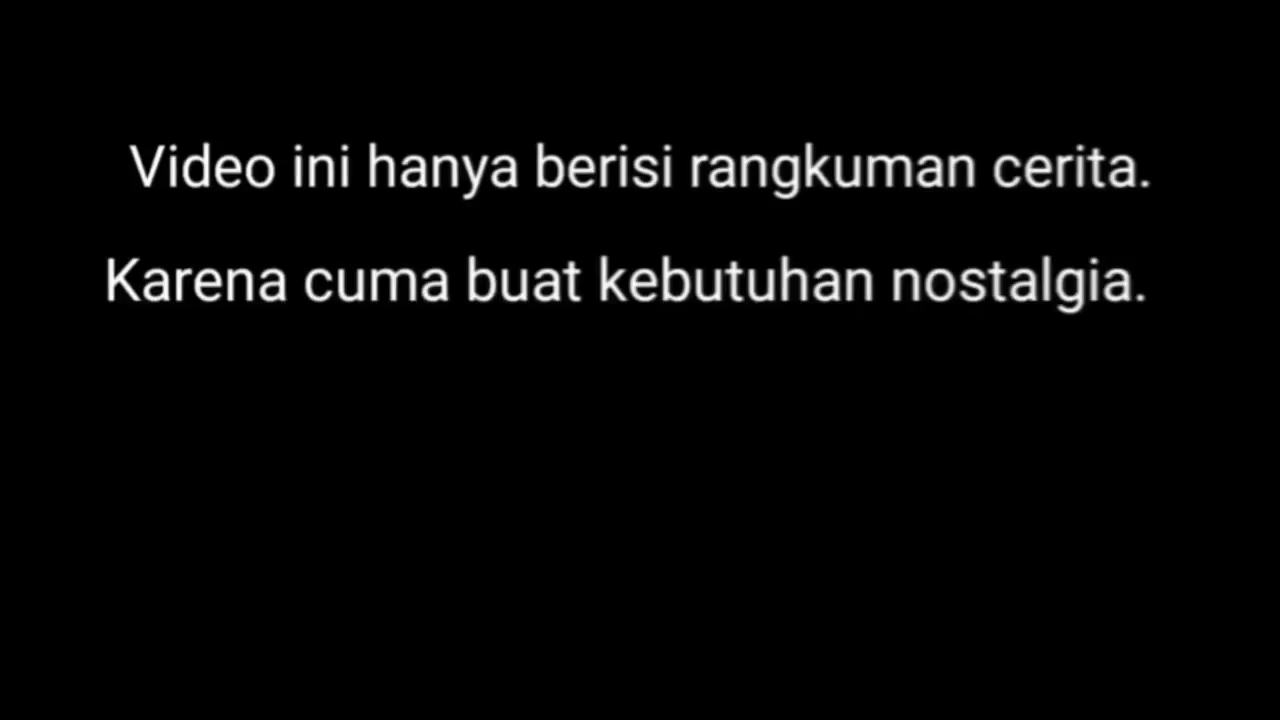 Video ini hanya berisi rangkuman cerita.
Karena cuma buat kebutuhan nostalgia.